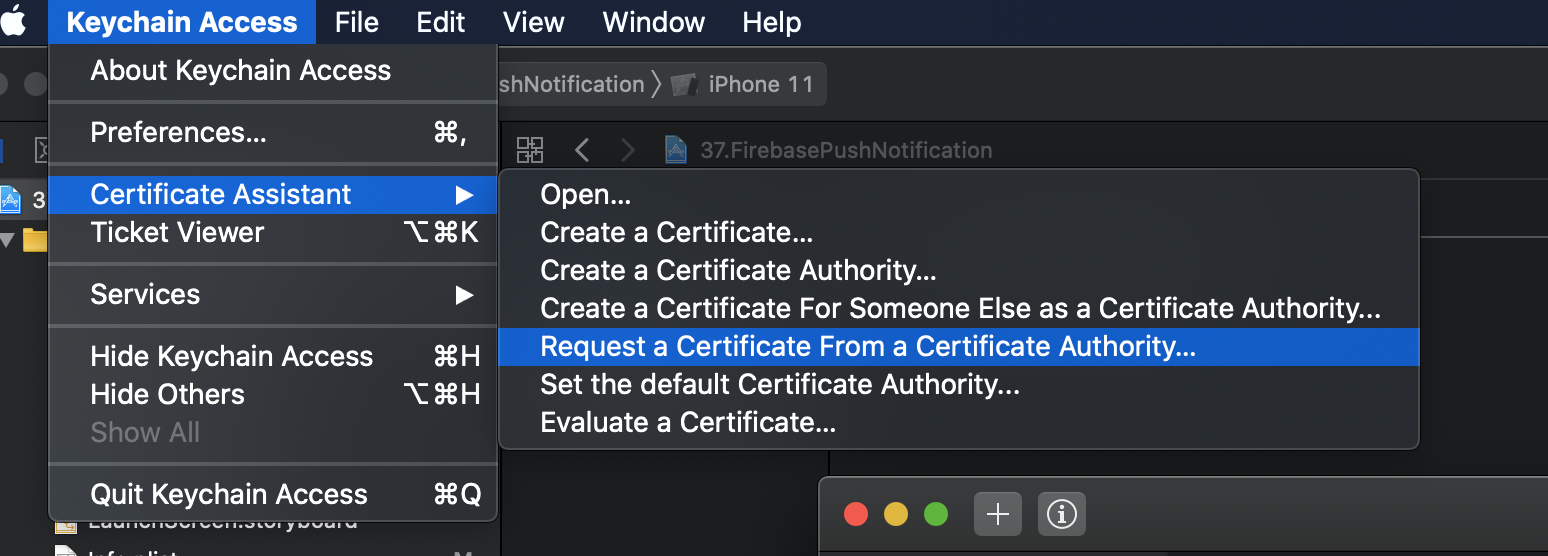 Keychain Access File Edit View Window Help
About Keychain Access
shNotification 〉 iPhone 11
Preferences... ⌘,
37.FirebasePushNotification
Certificate Assistant ▶
3
Open...
Ticket Viewer ⌥⌘K
Create a Certificate...
Create a Certificate Authority...
Services ▶
Create a Certificate For Someone Else as a Certificate Authority...
Request a Certificate From a Certificate Authority...
Hide Keychain Access ⌘H
Set the default Certificate Authority...
Hide Others ⌥⌘H
Evaluate a Certificate...
Show All
Quit Keychain Access ⌘Q
LaunchScreen.storyboard
Info.plist M